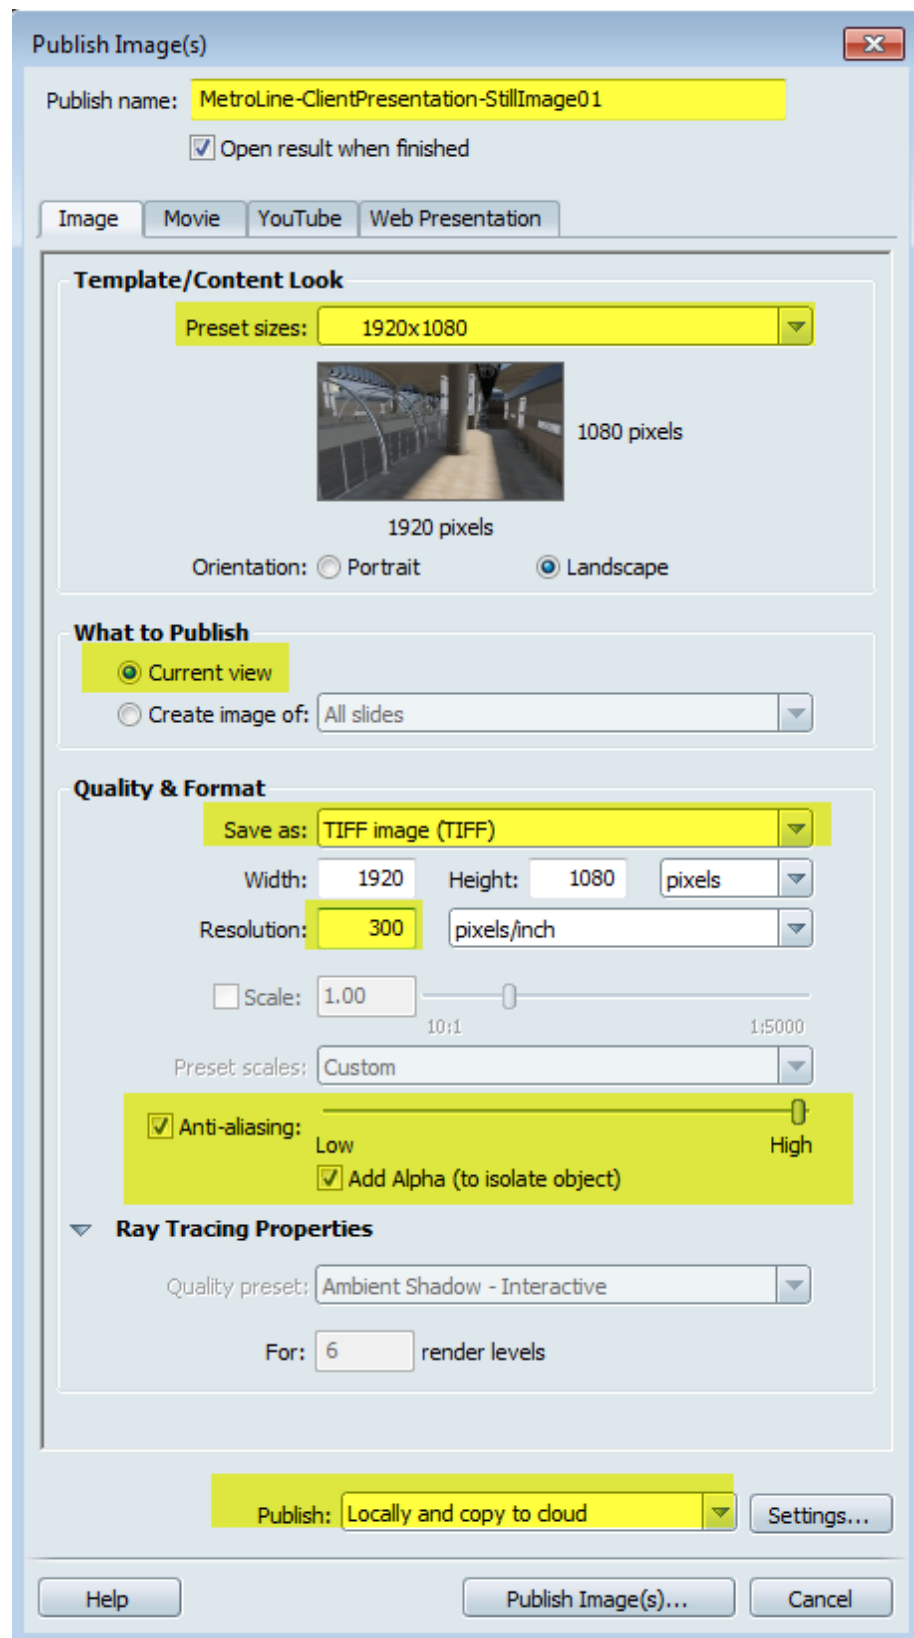 Publish Image(s)
Publish name: MetroLine-ClientPresentation-StillImage01
Open result when finished
Image Movie YouTube Web Presentation
Template/Content Look
Preset sizes: 1920x1080
1080 pixels
1920 pixels
Orientation: Portrait Landscape
What to Publish
Current view
Create image of: All slides
Quality & Format
Save as: TIFF image (TIFF)
Width: 1920 Height: 1080 pixels
Resolution: 300 pixels/inch
Scale: 1.00
10:1 1:5000
Preset scales: Custom
Anti-aliasing:
Low High
Add Alpha (to isolate object)
Ray Tracing Properties
Quality preset: Ambient Shadow - Interactive
For: 6 render levels
Publish: Locally and copy to cloud Settings...
Help Publish Image(s)... Cancel